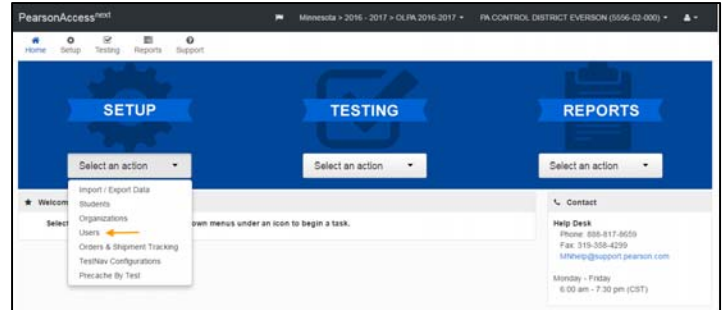 PearsonAccessnext
Minnesota > 2016 - 2017 > OLPA 2016-2017
PA CONTROL DISTRICT EVERSON (5556-02-000)
Home Setup Testing Reports Support
SETUP
TESTING
REPORTS
Select an action
Select an action
Select an action
Import / Export Data
Students
Organizations
Users
Orders & Shipment Tracking
TestNav Configurations
Precache By Test
Welcom
Select
own menus under an icon to begin a task.
Contact
Help Desk
Phone: 888-817-8659
Fax: 319-358-4299
MNhelp@support.pearson.com
Monday - Friday
6:00 am - 7:30 pm (CST)